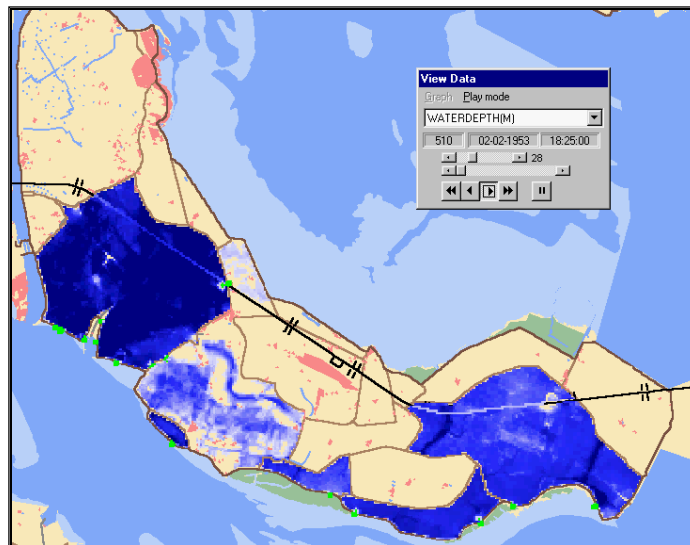 View Data
Graph Play mode
WATERDEPTH(M)
510 02-02-1953 18:25:00
28